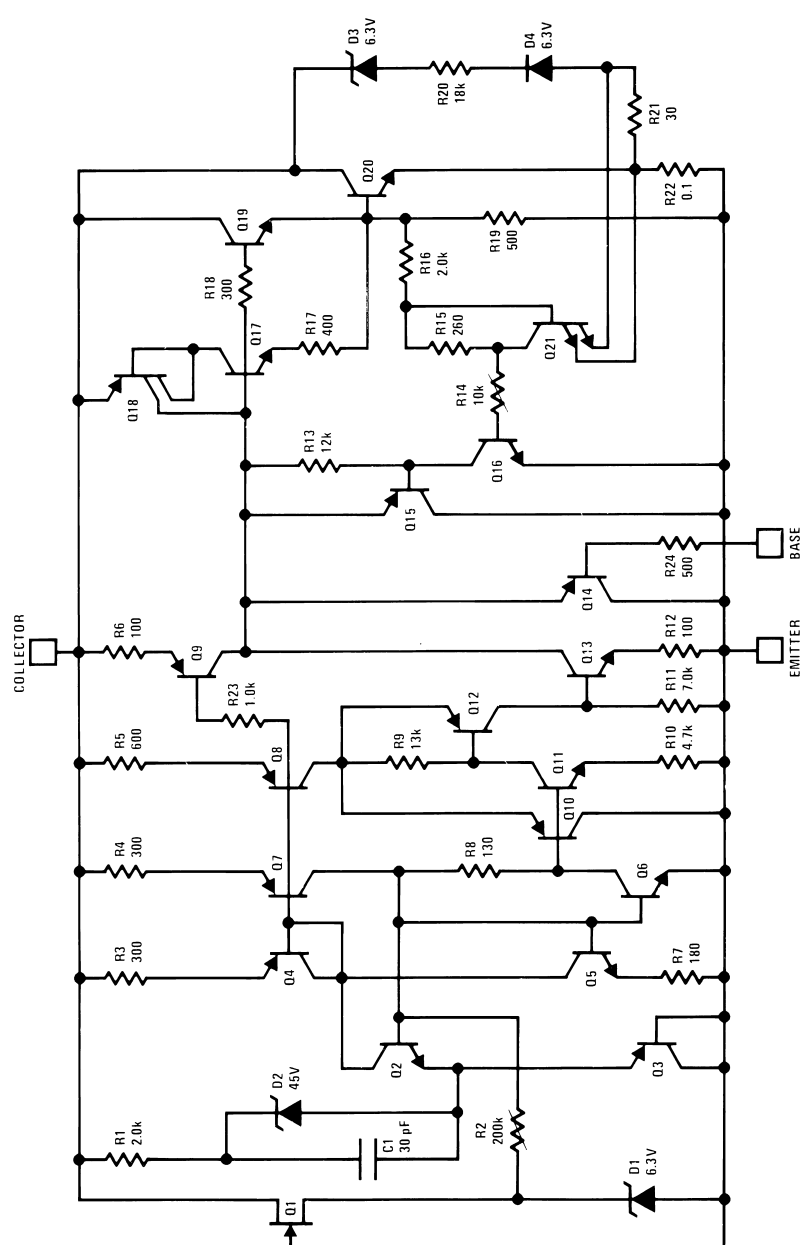 D3
6.3V
R20
18k
D4
6.3V
R21
30
Q20
R22
0.1
Q19
R18
300
R16
2.0k
R19
500
Q17
R17
400
R15
260
Q21
Q18
R14
10k
R13
12k
Q16
Q15
R24
500
BASE
Q14
COLLECTOR
R6
100
Q9
Q13
R12
100
EMITTER
R23
1.0k
Q12
R11
7.0k
R5
600
Q8
R9
13k
Q11
R10
4.7k
Q10
R4
300
Q7
R8
130
Q6
R3
300
Q4
Q5
R7
180
Q2
Q3
D2
45V
R1
2.0k
C1
30 pF
R2
200k
D1
6.3V
Q1